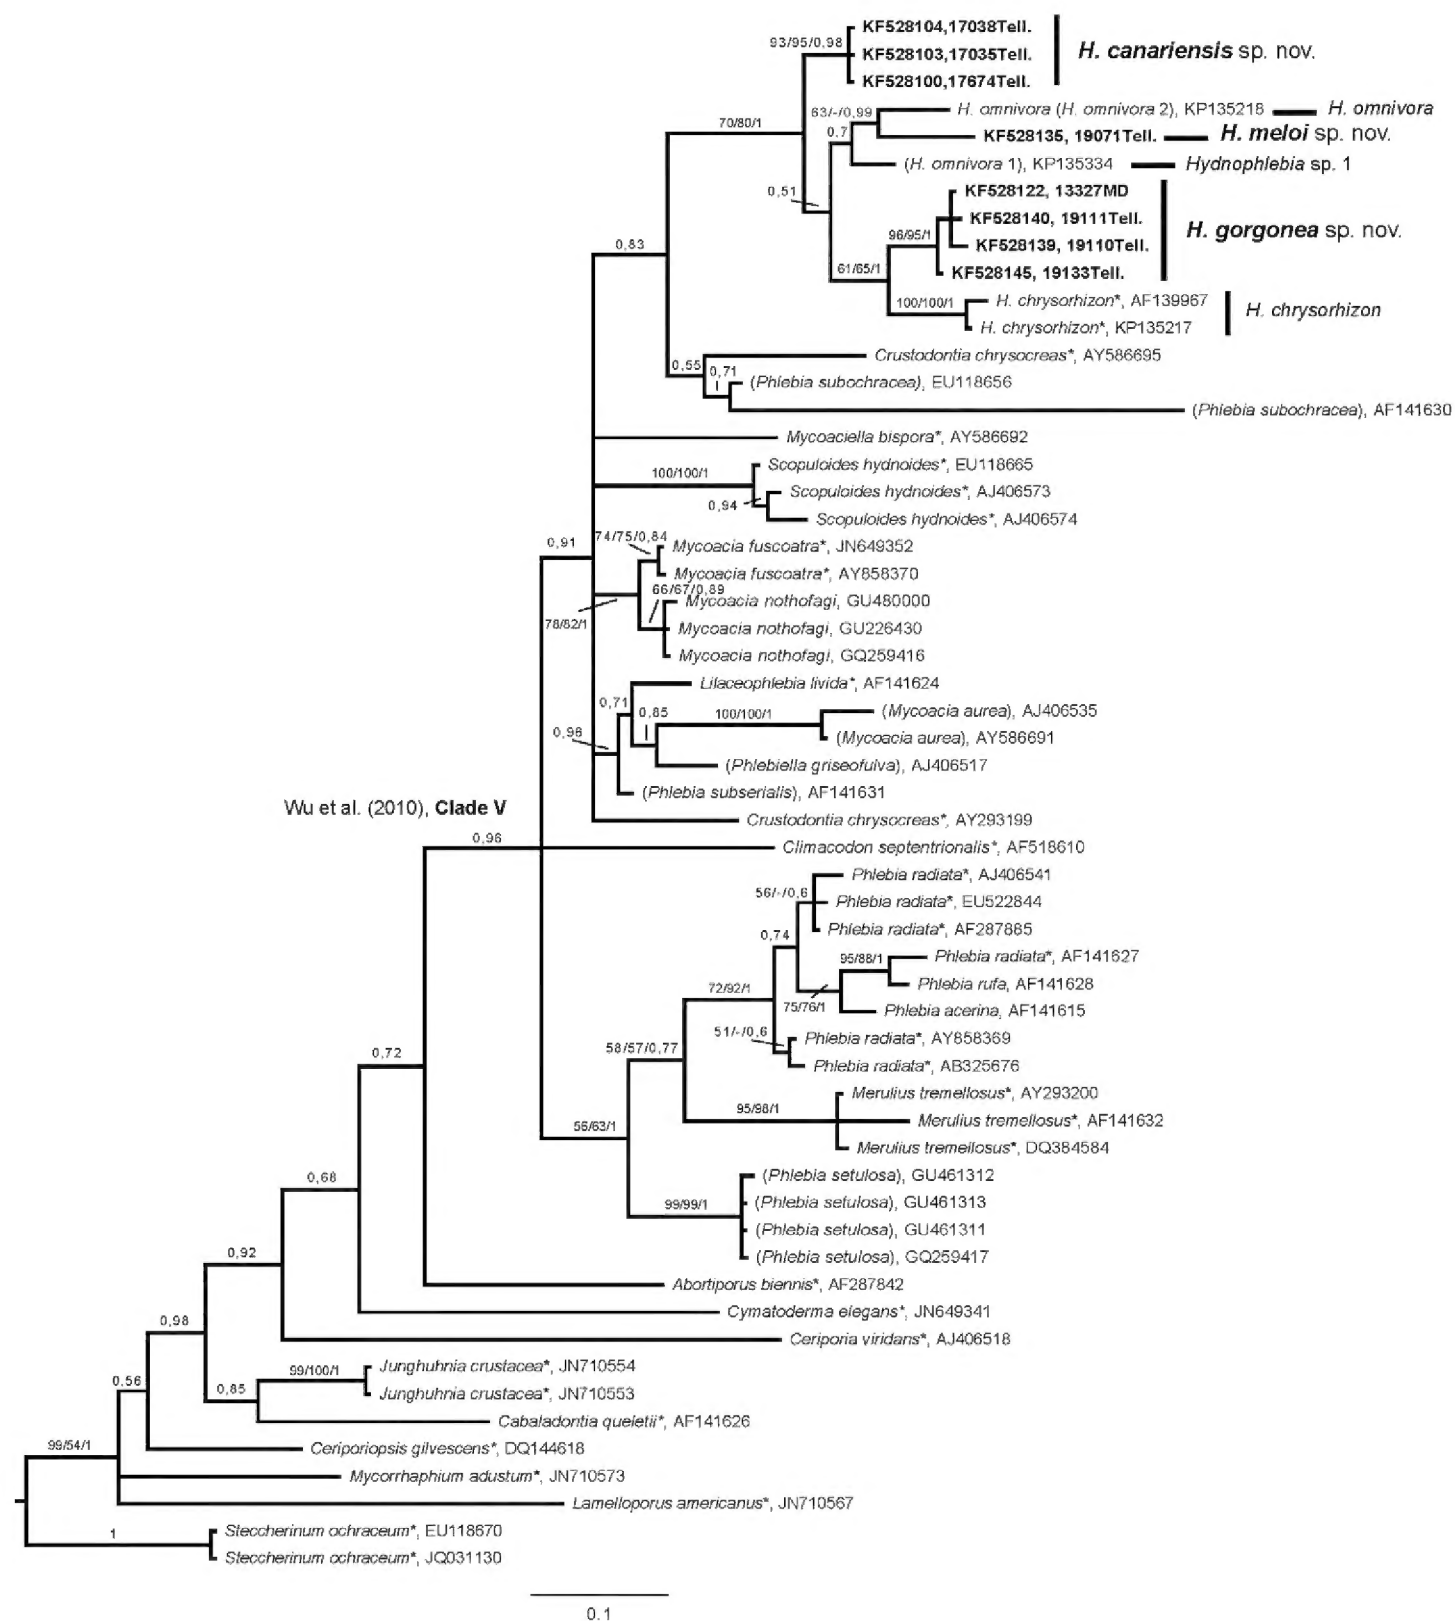 KF528104,17038Tell.
93/95/0,98
KF528103,17035Tell.
H. canariensis sp. nov.
KF528100,17674Tell.
63/-/0,99
H. omnivora (H. omnivora 2), KP135218
H. omnivora
70/80/1
0.7
KF528135, 19071Tell.
H. meloi sp. nov.
(H. omnivora 1), KP135334
Hydnophlebia sp. 1
0,51
KF528122, 13327MD
KF528140, 19111Tell.
H. gorgonea sp. nov.
96/95/1
KF528139, 19110Tell.
0,83
61/65/1
KF528145, 19133Tell.
100/100/1
H. chrysorhizon*, AF139967
H. chrysorhizon
H. chrysorhizon*, KP135217
Crustodontia chrysocreas*, AY586695
0,55
0,71
(Phlebia subochracea), EU118656
(Phlebia subochracea), AF141630
Mycoaciella bispora*, AY586692
100/100/1
Scopuloides hydnoides*, EU118665
Scopuloides hydnoides*, AJ406573
0,94
Scopuloides hydnoides*, AJ406574
0,91
74/75/0,84
Mycoacia fuscoatra*, JN649352
Mycoacia fuscoatra*, AY858370
66/67/0,89
Mycoacia nothofagi, GU480000
78/82/1
Mycoacia nothofagi, GU226430
Mycoacia nothofagi, GQ259416
Lilaceophlebia livida*, AF141624
0,71
0,85
100/100/1
(Mycoacia aurea), AJ406535
0,98
(Mycoacia aurea), AY586691
(Phlebiella griseofulva), AJ406517
(Phlebia subserialis), AF141631
Wu et al. (2010), Clade V
Crustodontia chrysocreas*, AY293199
0,96
Climacodon septentrionalis*, AF518610
Phlebia radiata*, AJ406541
56/-/0,6
Phlebia radiata*, EU522844
Phlebia radiata*, AF287885
0,74
95/88/1
Phlebia radiata*, AF141627
Phlebia rufa, AF141628
72/92/1
75/76/1
Phlebia acerina, AF141615
51/-/0,6
Phlebia radiata*, AY858369
58/57/0,77
Phlebia radiata*, AB325676
0,72
Merulius tremellosus*, AY293200
95/98/1
Merulius tremellosus*, AF141632
56/63/1
Merulius tremellosus*, DQ384584
(Phlebia setulosa), GU461312
0,68
99/99/1
(Phlebia setulosa), GU461313
(Phlebia setulosa), GU461311
0,92
(Phlebia setulosa), GQ259417
Abortiporus biennis*, AF287842
Cymatoderma elegans*, JN649341
0,98
Ceriporia viridans*, AJ406518
99/100/1
Junghuhnia crustacea*, JN710554
0,56
0,85
Junghuhnia crustacea*, JN710553
Cabaladontia queletii*, AF141626
99/54/1
Ceriporiopsis gilvescens*, DQ144618
Mycorrhaphium adustum*, JN710573
Lamelloporus americanus*, JN710567
1
Steccherinum ochraceum*, EU118670
Steccherinum ochraceum*, JQ031130
0.1